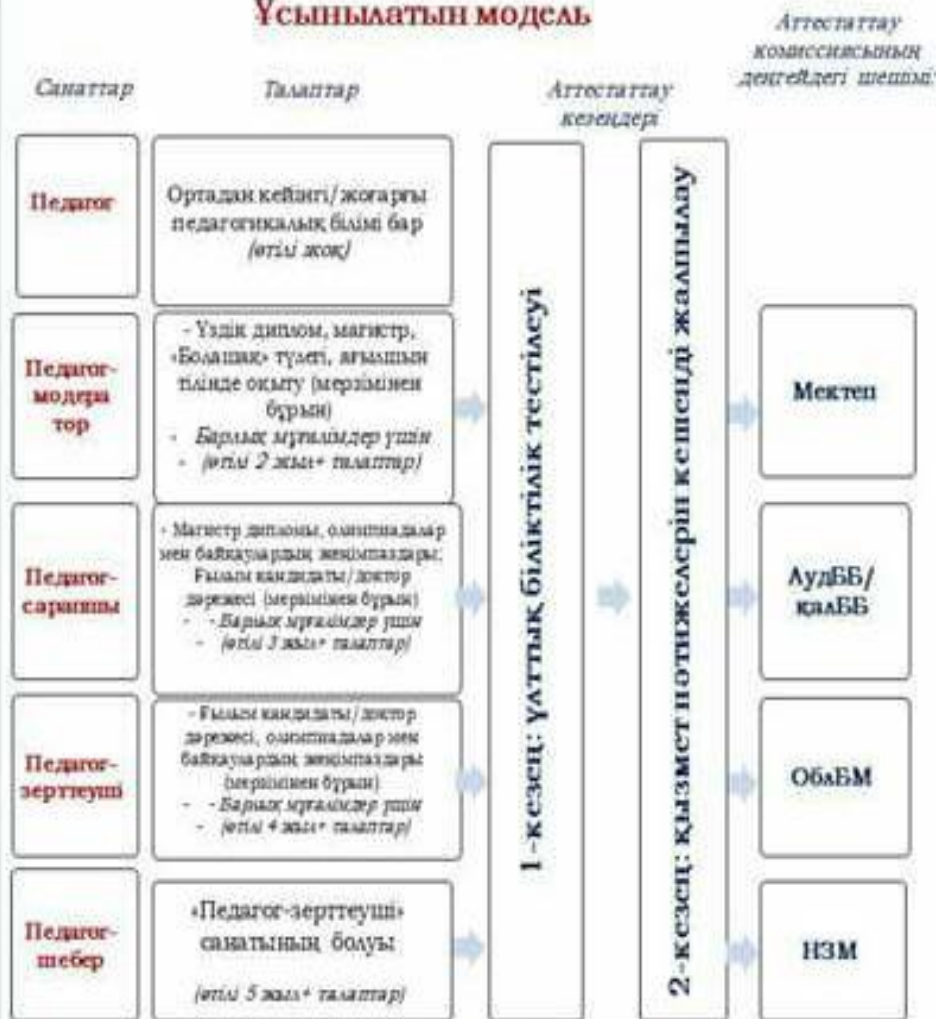 Ұсынылатын модель
Аттестаттау
комиссиясының
деңгейдегі шешімі
Санаттар
Талаптар
Аттестаттау
кезеңдері
Педагог
Ортадан кейінгі/жоғарғы
педагогикалық білімі бар
(өтілі жоқ)
Педагог-
модера
тор
- Үздік диплом, магистр,
«Болашақ» түлегі, ағылшын
тілінде оқыту (мерзімінен
бұрын)
- Барлық мұғалімдер үшін
- (өтілі 2 жыл+ талаптар)
Мектеп
Педагог-
сарапшы
- Магистр дипломы, олимпиадалар
мен байқаулардың жеңімпаздары;
Ғылым кандидаты/доктор
дәрежесі (мерзімінен бұрын)
- - Барлық мұғалімдер үшін
- (өтілі 3 жыл+ талаптар)
АудББ/
қалББ
Педагог-
зерттеуші
- Ғылым кандидаты/доктор
дәрежесі, олимпиадалар мен
байқаулардың жеңімпаздары
(мерзімінен бұрын)
- - Барлық мұғалімдер үшін
- (өтілі 4 жыл+ талаптар)
ОблБМ
Педагог-
шебер
«Педагог-зерттеуші»
санатының болуы
(өтілі 5 жыл+ талаптар)
НЗМ
1-кезең: ұлттық біліктілік тестілеуі
2-кезең: қызмет нәтижелерін кешенді жалпылау